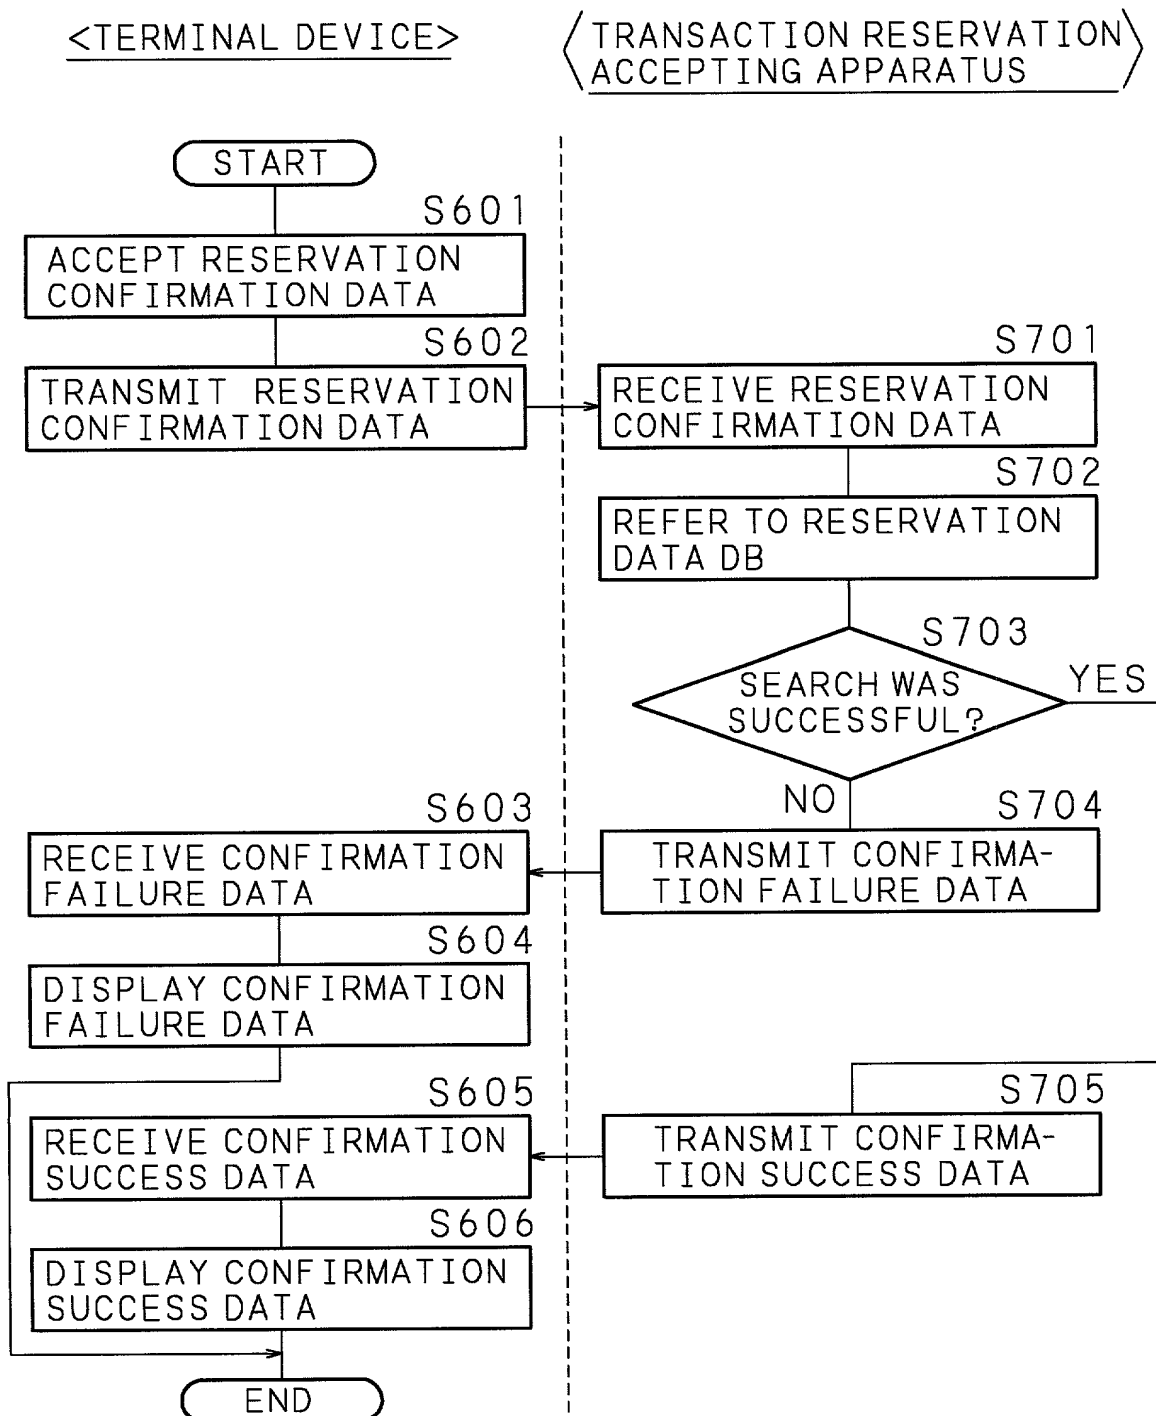 <TERMINAL DEVICE>
<TRANSACTION RESERVATION
ACCEPTING APPARATUS>
START
S601
ACCEPT RESERVATION
CONFIRMATION DATA
S602
TRANSMIT RESERVATION
CONFIRMATION DATA
S701
RECEIVE RESERVATION
CONFIRMATION DATA
S702
REFER TO RESERVATION
DATA DB
S703
SEARCH WAS
SUCCESSFUL?
YES
NO
S704
TRANSMIT CONFIRMA-
TION FAILURE DATA
S603
RECEIVE CONFIRMATION
FAILURE DATA
S604
DISPLAY CONFIRMATION
FAILURE DATA
S705
TRANSMIT CONFIRMA-
TION SUCCESS DATA
S605
RECEIVE CONFIRMATION
SUCCESS DATA
S606
DISPLAY CONFIRMATION
SUCCESS DATA
END